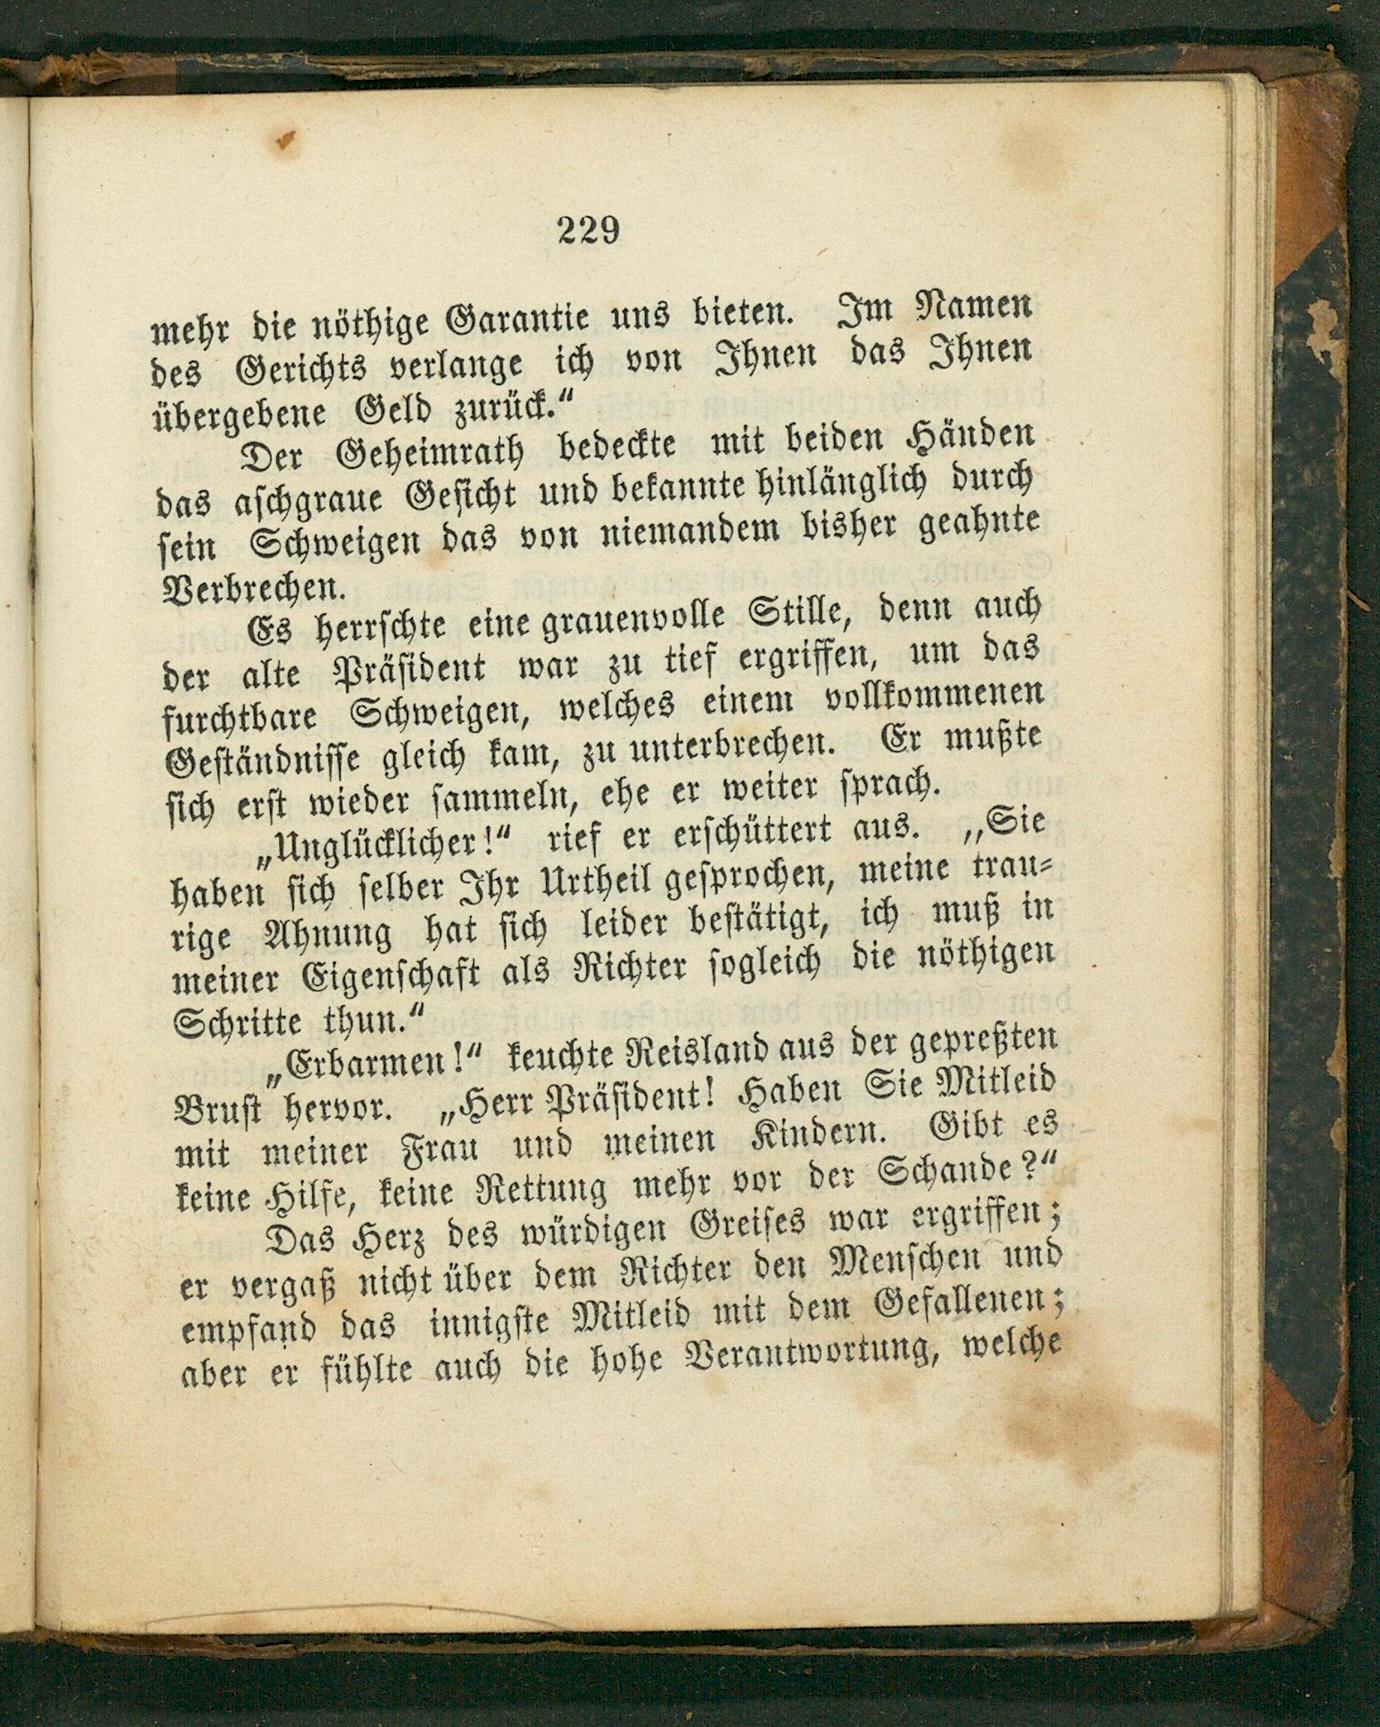 229
mehr die nöthige Garantie uns bieten. Im Namen
des Gerichts verlange ich von Ihnen das Ihnen
übergebene Geld zurück.“
Der Geheimrath bedeckte mit beiden Händen
das aschgraue Gesicht und bekannte hinlänglich durch
sein Schweigen das von niemandem bisher geahnte
Verbrechen.
Es herrschte eine grauenvolle Stille, denn auch
der alte Präsident war zu tief ergriffen, um das
furchtbare Schweigen, welches einem vollkommenen
Geständnisse gleich kam, zu unterbrechen. Er mußte
sich erst wieder sammeln, ehe er weiter sprach.
„Unglücklicher!“ rief er erschüttert aus. ,,Sie
haben sich selber Ihr Urtheil gesprochen, meine trau-
rige Ahnung hat sich leider bestätigt, ich muß in
meiner Eigenschaft als Richter sogleich die nöthigen
Schritte thun.“
„Erbarmen!“ keuchte Reisland aus der gepreßten
Brust hervor. „Herr Präsident! Haben Sie Mitleid
mit meiner Frau und meinen Kindern. Gibt es
keine Hilfe, keine Rettung mehr vor der Schande?“
Das Herz des würdigen Greises war ergriffen;
er vergaß nicht über dem Richter den Menschen und
empfand das innigste Mitleid mit dem Gefallenen;
aber er fühlte auch die hohe Verantwortung, welche